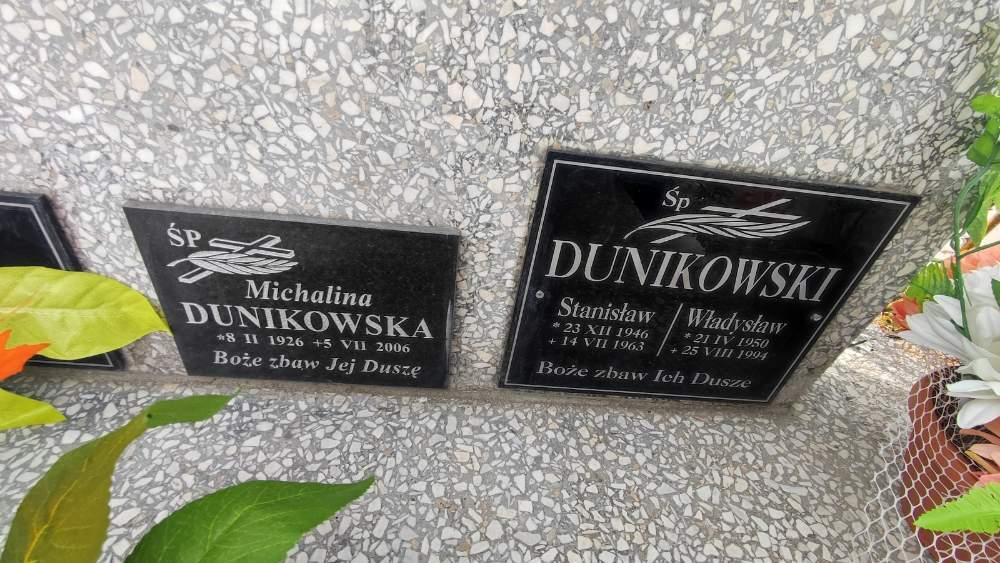 ŚP
Michalina
DUNIKOWSKA
*8 II 1926 +5 VII 2006
Boże zbaw Jej Duszę
Śp
DUNIKOWSKI
Stanisław
* 23 XII 1946
+ 14 VII 1963
Władysław
* 21 IV 1950
+ 25 VIII 1994
Boże zbaw Ich Dusze